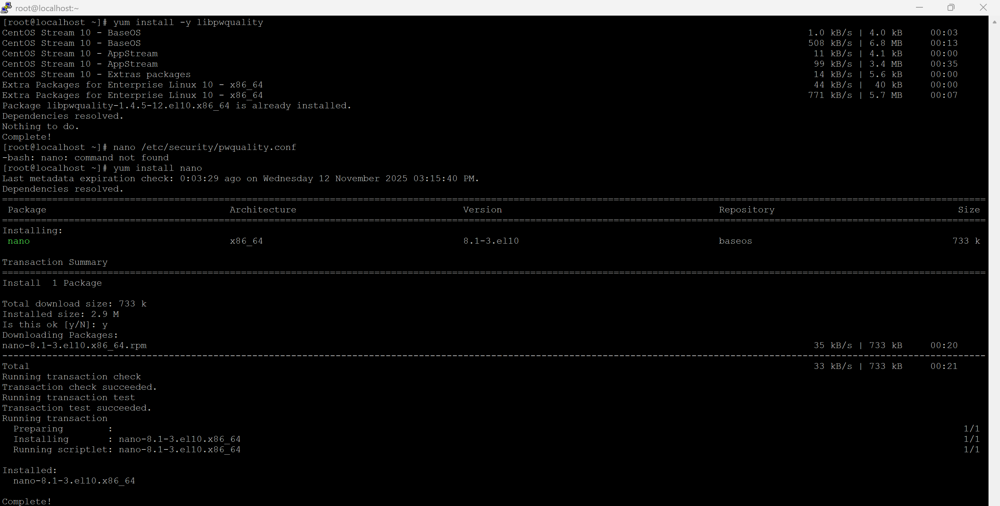 root@localhost:~
[root@localhost ~]# yum install -y libpwquality
CentOS Stream 10 - BaseOS 1.0 kB/s | 4.0 kB 00:03
CentOS Stream 10 - BaseOS 508 kB/s | 6.8 MB 00:13
CentOS Stream 10 - AppStream 11 kB/s | 4.1 kB 00:00
CentOS Stream 10 - AppStream 99 kB/s | 3.4 MB 00:35
CentOS Stream 10 - Extras packages 14 kB/s | 5.6 kB 00:00
Extra Packages for Enterprise Linux 10 - x86_64 44 kB/s | 40 kB 00:00
Extra Packages for Enterprise Linux 10 - x86_64 771 kB/s | 5.7 MB 00:07
Package libpwquality-1.4.5-12.el10.x86_64 is already installed.
Dependencies resolved.
Nothing to do.
Complete!
[root@localhost ~]# nano /etc/security/pwquality.conf
-bash: nano: command not found
[root@localhost ~]# yum install nano
Last metadata expiration check: 0:03:29 ago on Wednesday 12 November 2025 03:15:40 PM.
Dependencies resolved.
Package Architecture Version Repository Size
Installing:
nano x86_64 8.1-3.el10 baseos 733 k
Transaction Summary
Install 1 Package
Total download size: 733 k
Installed size: 2.9 M
Is this ok [y/N]: y
Downloading Packages:
nano-8.1-3.el10.x86_64.rpm 35 kB/s | 733 kB 00:20
Total 33 kB/s | 733 kB 00:21
Running transaction check
Transaction check succeeded.
Running transaction test
Transaction test succeeded.
Running transaction
Preparing : 1/1
Installing : nano-8.1-3.el10.x86_64 1/1
Running scriptlet: nano-8.1-3.el10.x86_64 1/1
Installed:
nano-8.1-3.el10.x86_64
Complete!